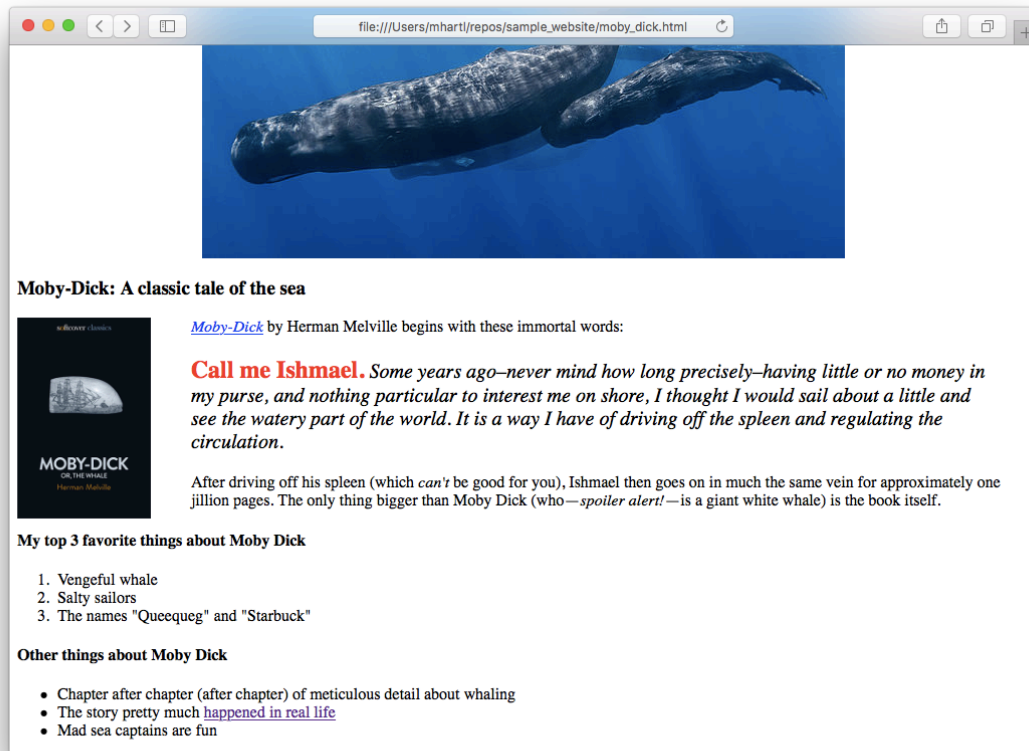 file:///Users/mhartl/repos/sample_website/moby_dick.html
Moby-Dick: A classic tale of the sea
softcover classics
MOBY-DICK
OR, THE WHALE
Herman Melville
Moby-Dick by Herman Melville begins with these immortal words:
Call me Ishmael. Some years ago–never mind how long precisely–having little or no money in
my purse, and nothing particular to interest me on shore, I thought I would sail about a little and
see the watery part of the world. It is a way I have of driving off the spleen and regulating the
circulation.
After driving off his spleen (which can't be good for you), Ishmael then goes on in much the same vein for approximately one
jillion pages. The only thing bigger than Moby Dick (who—spoiler alert!—is a giant white whale) is the book itself.
My top 3 favorite things about Moby Dick
1. Vengeful whale
2. Salty sailors
3. The names "Queequeg" and "Starbuck"
Other things about Moby Dick
• Chapter after chapter (after chapter) of meticulous detail about whaling
• The story pretty much happened in real life
• Mad sea captains are fun